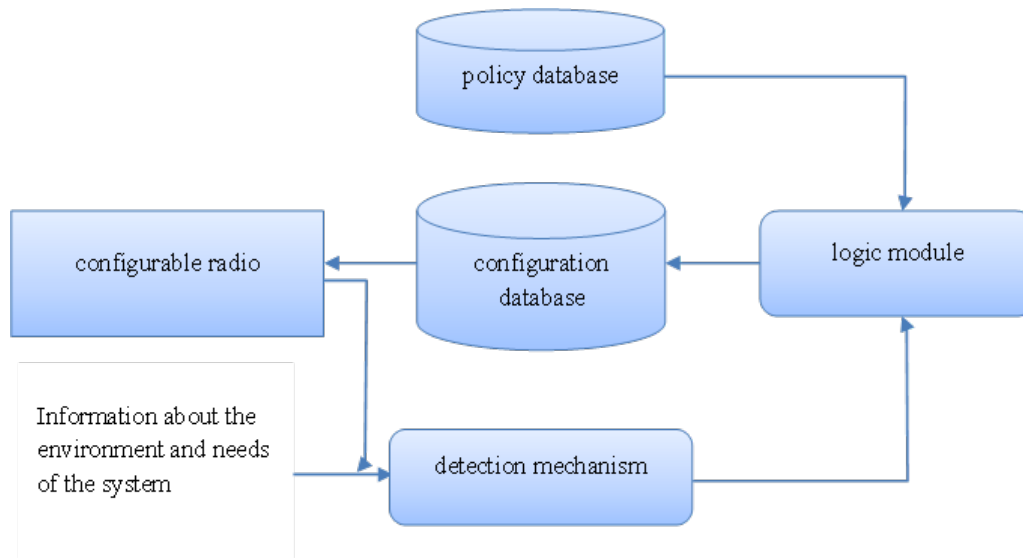 policy database
configurable radio
configuration
database
logic module
Information about the
environment and needs
of the system
detection mechanism